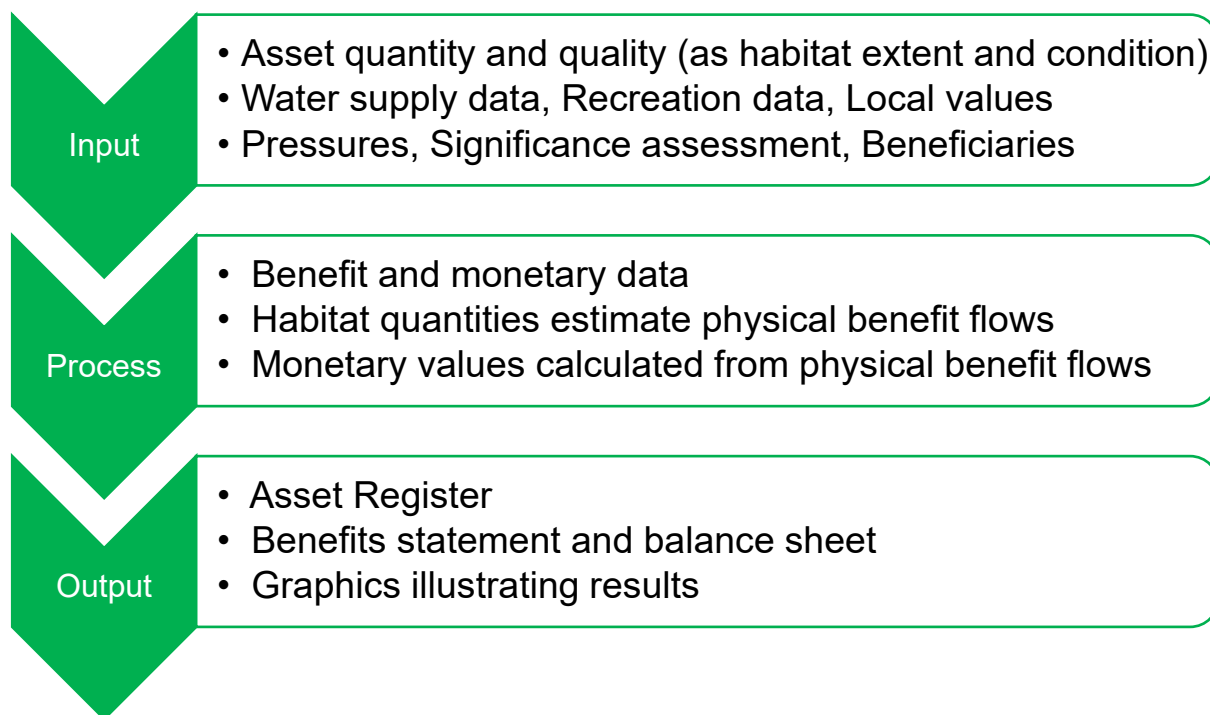 Input
• Asset quantity and quality (as habitat extent and condition)
• Water supply data, Recreation data, Local values
• Pressures, Significance assessment, Beneficiaries
Process
• Benefit and monetary data
• Habitat quantities estimate physical benefit flows
• Monetary values calculated from physical benefit flows
Output
• Asset Register
• Benefits statement and balance sheet
• Graphics illustrating results